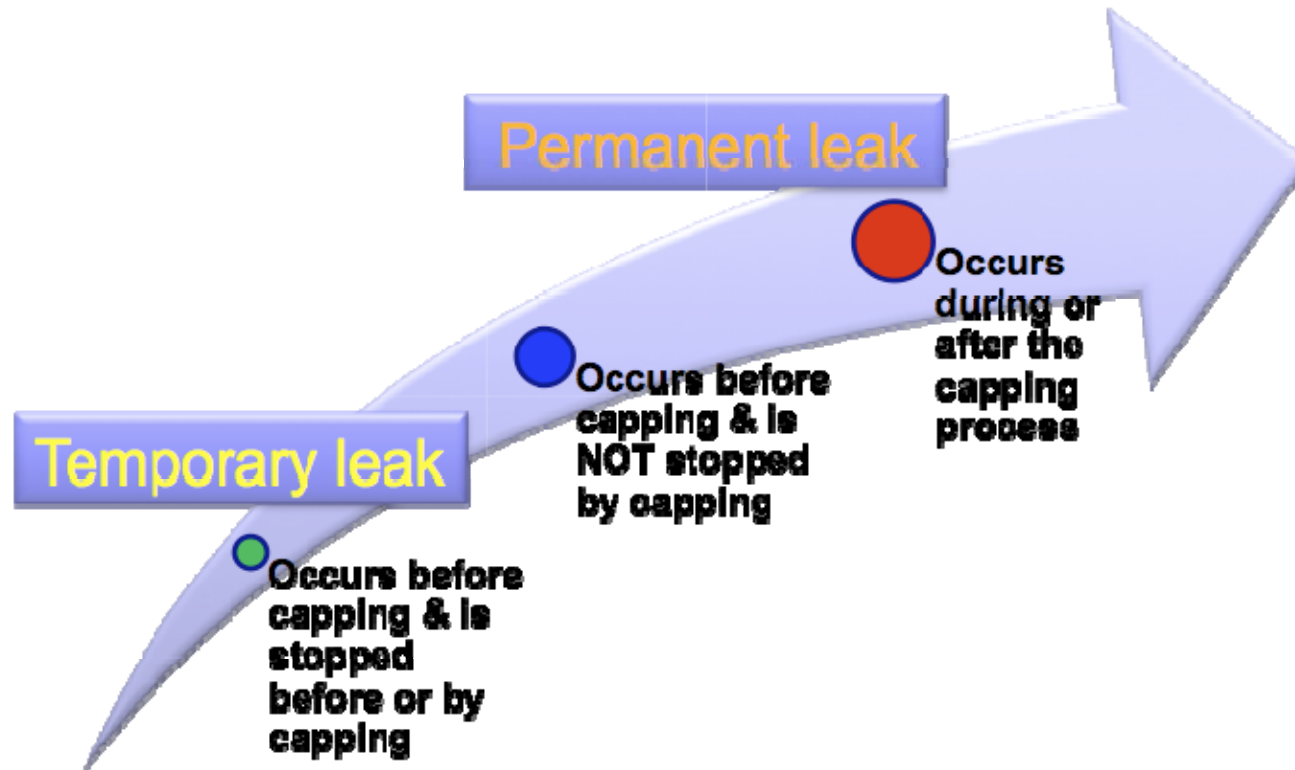 Permanent leak
Occurs
during or
after the
capping
process
Occurs before
capping & is
NOT stopped
by capping
Temporary leak
Occurs before
capping & is
stopped
before or by
capping